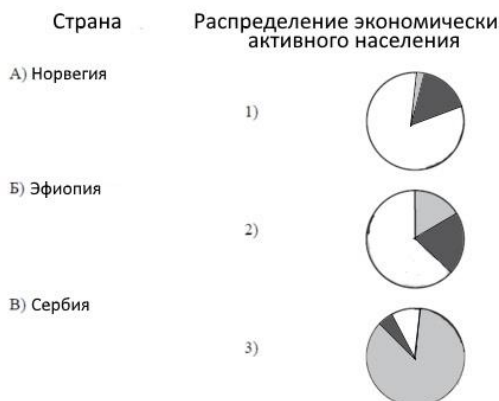 Страна
Распределение экономически
активного населения
А) Норвегия
1)
Б) Эфиопия
2)
В) Сербия
3)